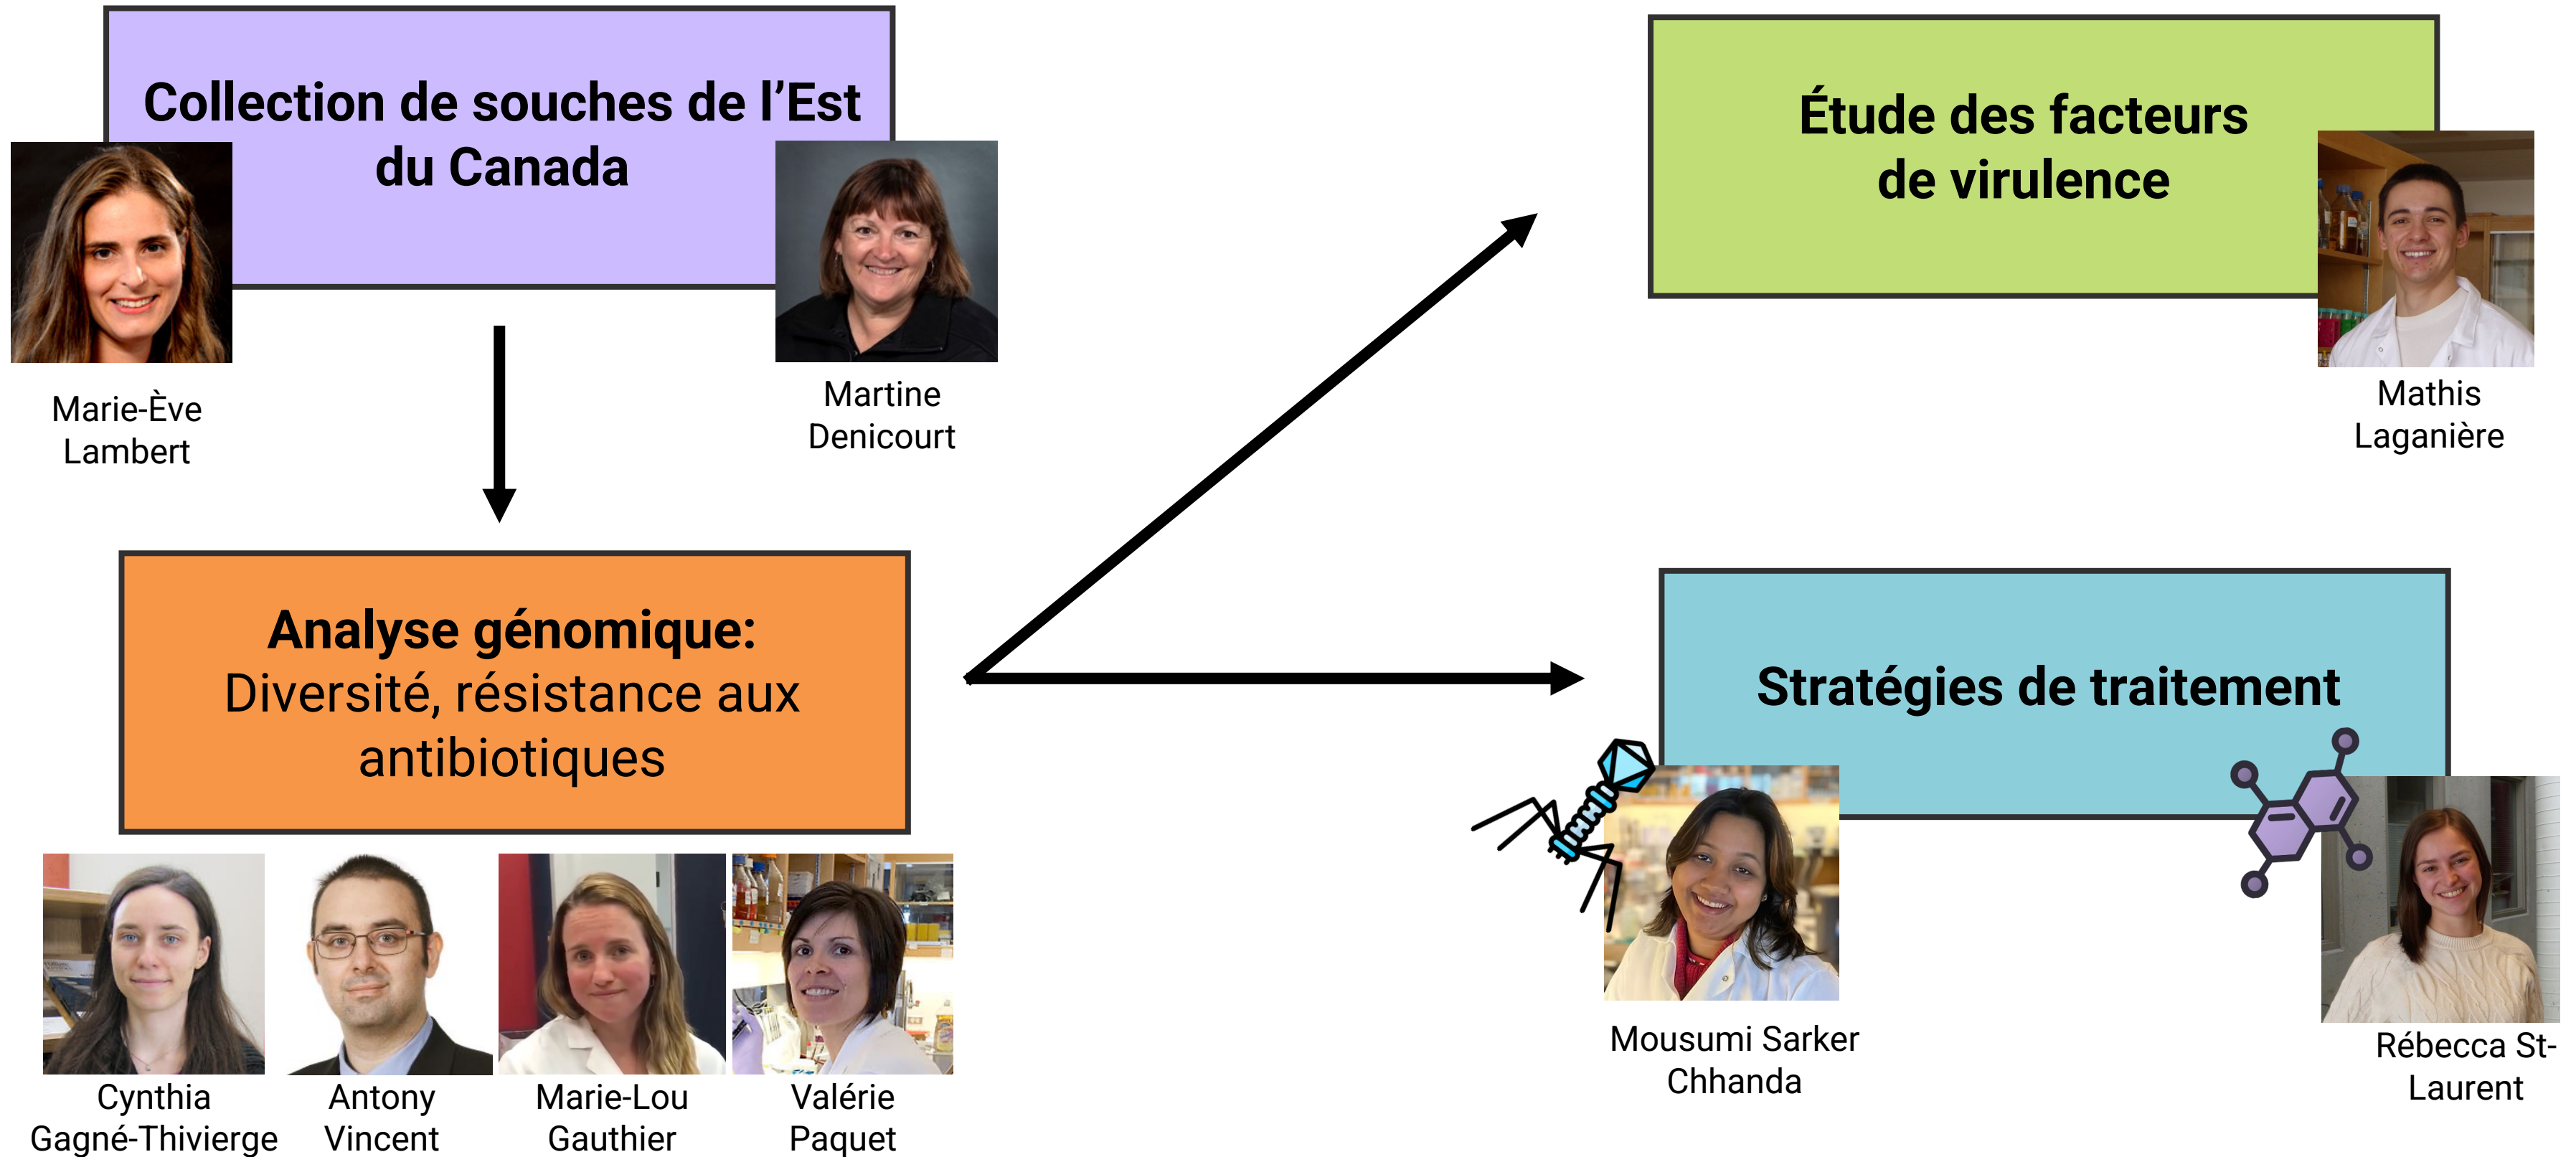 Collection de souches de l’Est
du Canada
Marie-Ève
Lambert
Martine
Denicourt
Étude des facteurs
de virulence
Mathis
Laganière
Analyse génomique:
Diversité, résistance aux
antibiotiques
Cynthia
Gagné-Thivierge
Antony
Vincent
Marie-Lou
Gauthier
Valérie
Paquet
Stratégies de traitement
Mousumi Sarker
Chhanda
Rébecca St-
Laurent